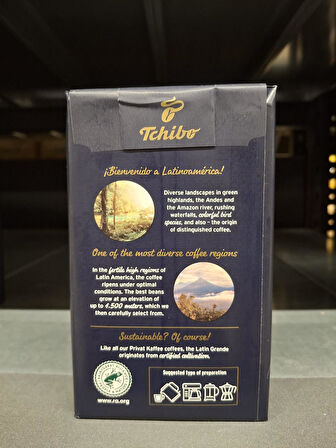 Tchibo
¡Bienvenido a Latinoamérica!
Diverse landscapes in green
highlands, the Andes and
the Amazon river, rushing
waterfalls, colorful bird
species, and also – the origin
of distinguished coffee.
One of the most diverse coffee regions
In the fertile high regions of
Latin America, the coffee
ripens under optimal
conditions. The best beans
grow at an elevation of
up to 4.500 meters, which we
then carefully select from.
Sustainable? Of course!
Like all our Privat Kaffee coffees, the Latin Grande
originates from certified cultivation.
Suggested type of preparation
www.ra.org